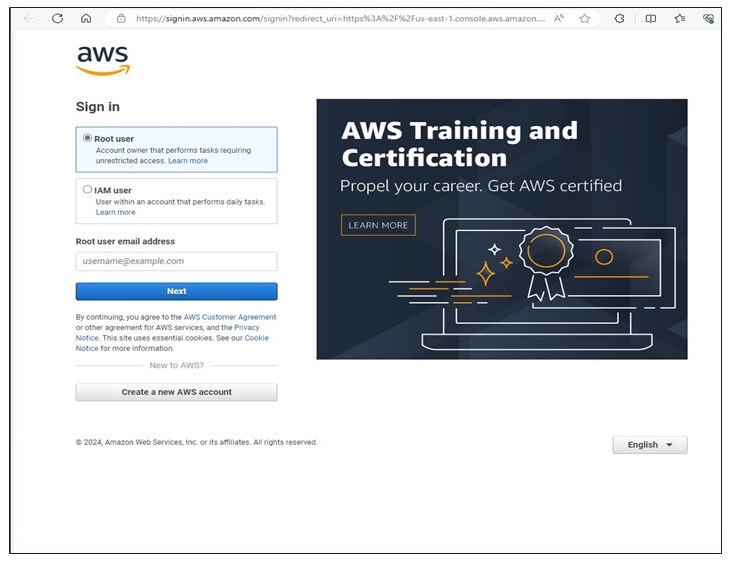 https://signin.aws.amazon.com/signin?redirect_uri=https%3A%2F%2Fus-east-1.console.aws.amazon....
aws
Sign in
Root user
Account owner that performs tasks requiring
unrestricted access. Learn more
IAM user
User within an account that performs daily tasks.
Learn more
Root user email address
username@example.com
Next
By continuing, you agree to the AWS Customer Agreement
or other agreement for AWS services, and the Privacy
Notice. This site uses essential cookies. See our Cookie
Notice for more information.
New to AWS?
Create a new AWS account
AWS Training and
Certification
Propel your career. Get AWS certified
LEARN MORE
© 2024, Amazon Web Services, Inc. or its affiliates. All rights reserved.
English